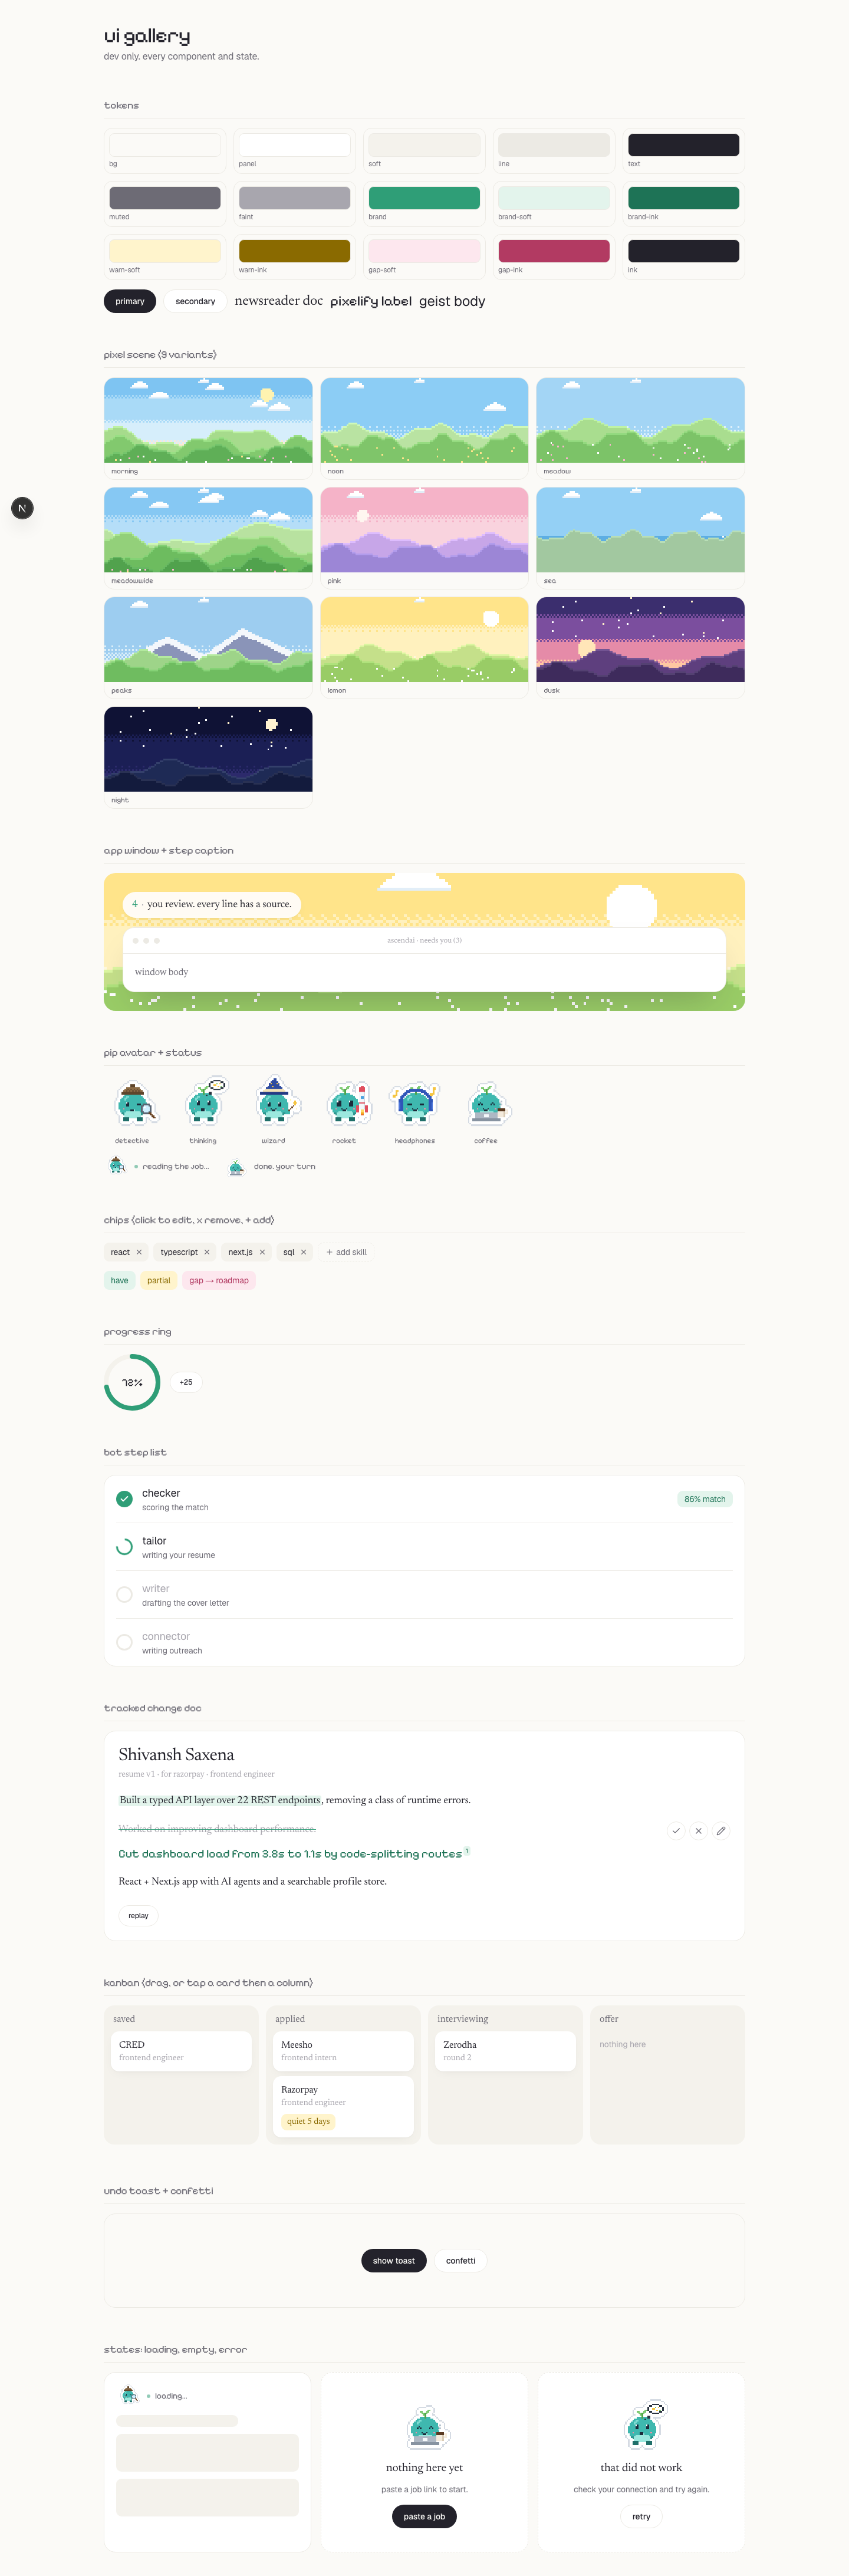 ui gallery
dev only. every component and state.
tokens
bg
panel
soft
line
text
muted
faint
brand
brand-soft
brand-ink
warn-soft
warn-ink
gap-soft
gap-ink
ink
primary
secondary
newsreader doc
pixelify label
geist body
pixel scene (9 variants)
morning
noon
meadow
meadowwide
pink
sea
peaks
lemon
dusk
night
N
app window + step caption
4 · you review. every line has a source.
ascendai · needs you (3)
window body
pip avatar + status
detective
thinking
wizard
rocket
headphones
coffee
reading the job...
done. your turn
chips (click to edit, x remove, + add)
react ×
typescript ×
next.js ×
sql ×
+ add skill
have
partial
gap → roadmap
progress ring
72%
+25
bot step list
checker
scoring the match
86% match
tailor
writing your resume
writer
drafting the cover letter
connector
writing outreach
tracked change doc
Shivansh Saxena
resume v1 · for razorpay · frontend engineer
Built a typed API layer over 22 REST endpoints, removing a class of runtime errors.
Worked on improving dashboard performance.
Cut dashboard load from 3.8s to 1.1s by code-splitting routes
React + Next.js app with AI agents and a searchable profile store.
replay
kanban (drag, or tap a card then a column)
saved
CRED
frontend engineer
applied
Meesho
frontend intern
Razorpay
frontend engineer
quiet 5 days
interviewing
Zerodha
round 2
offer
nothing here
undo toast + confetti
show toast
confetti
states: loading, empty, error
loading...
nothing here yet
paste a job link to start.
paste a job
that did not work
check your connection and try again.
retry